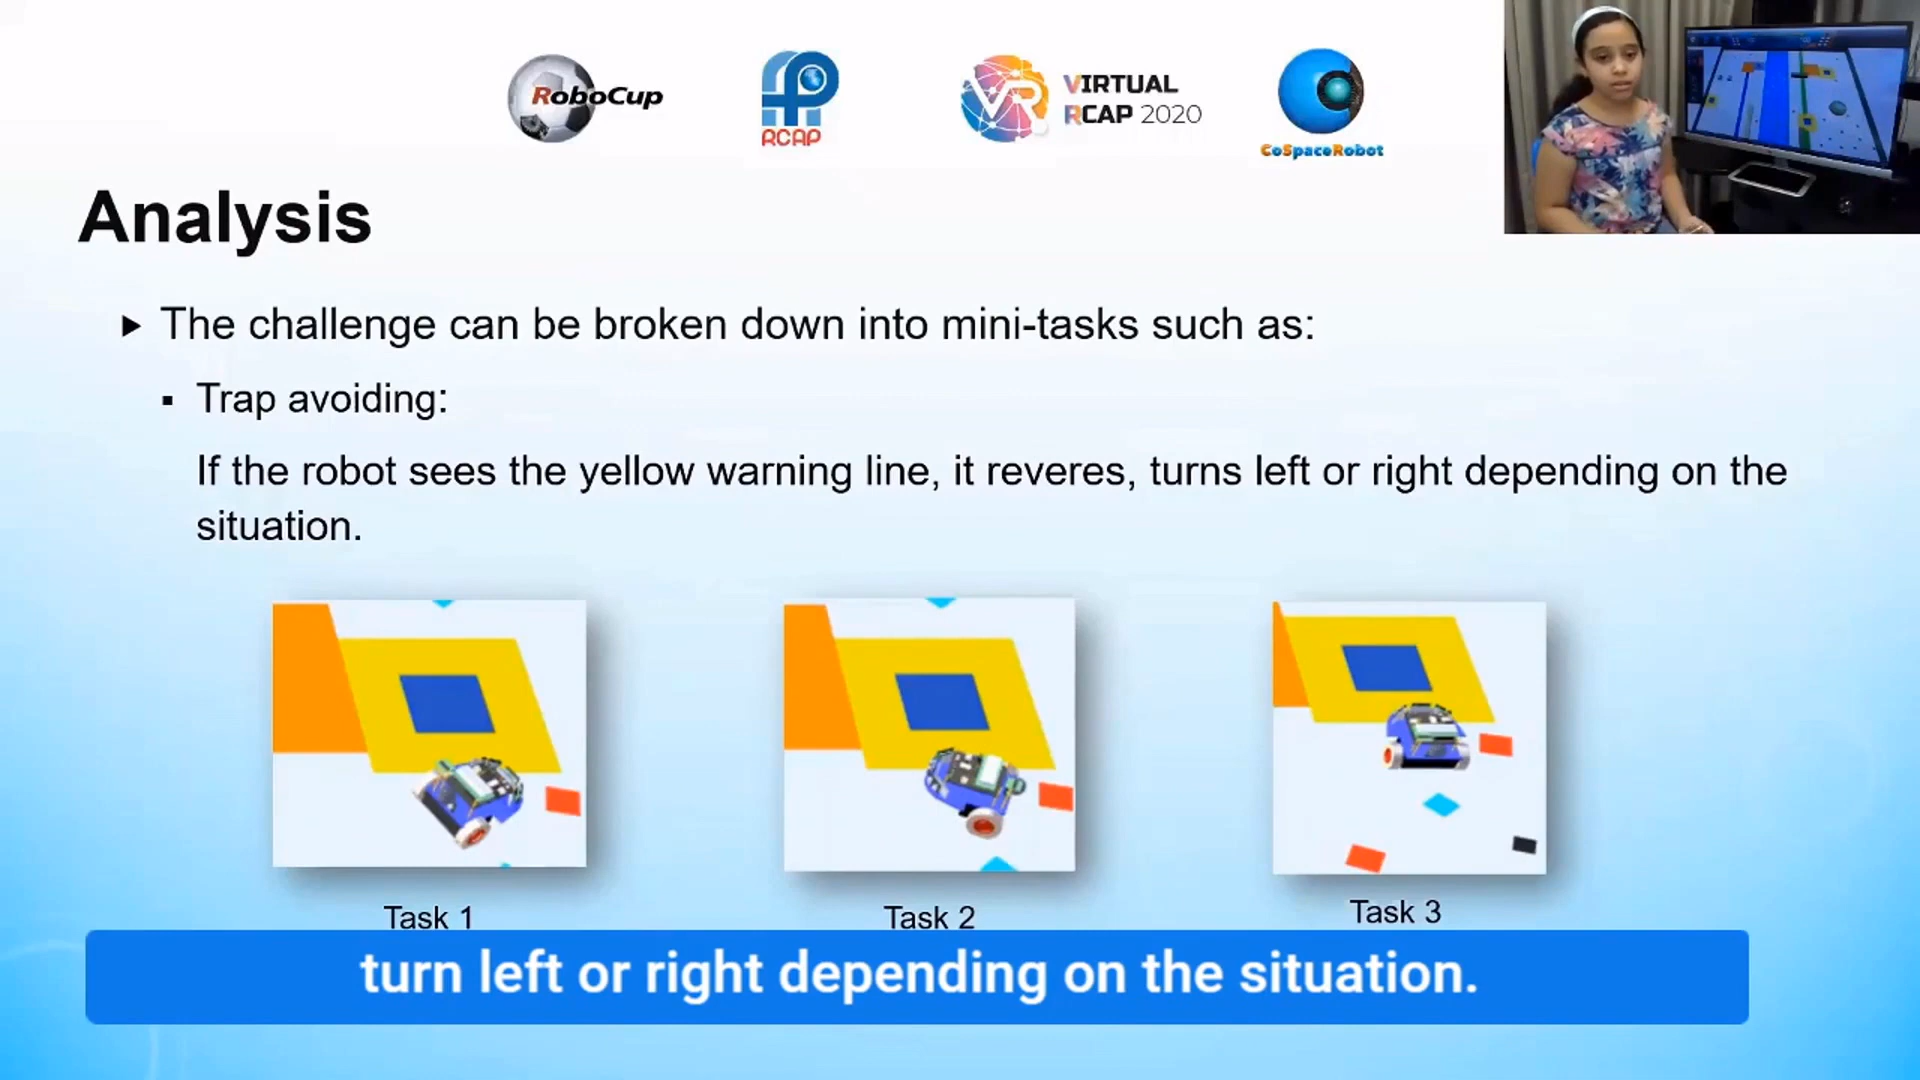 RoboCup
RCAP
VR
VIRTUAL
RCAP 2020
CoSpaceRobot
Analysis
The challenge can be broken down into mini-tasks such as:
Trap avoiding:
If the robot sees the yellow warning line, it reveres, turns left or right depending on the
situation.
Task 1
Task 2
Task 3
turn left or right depending on the situation.